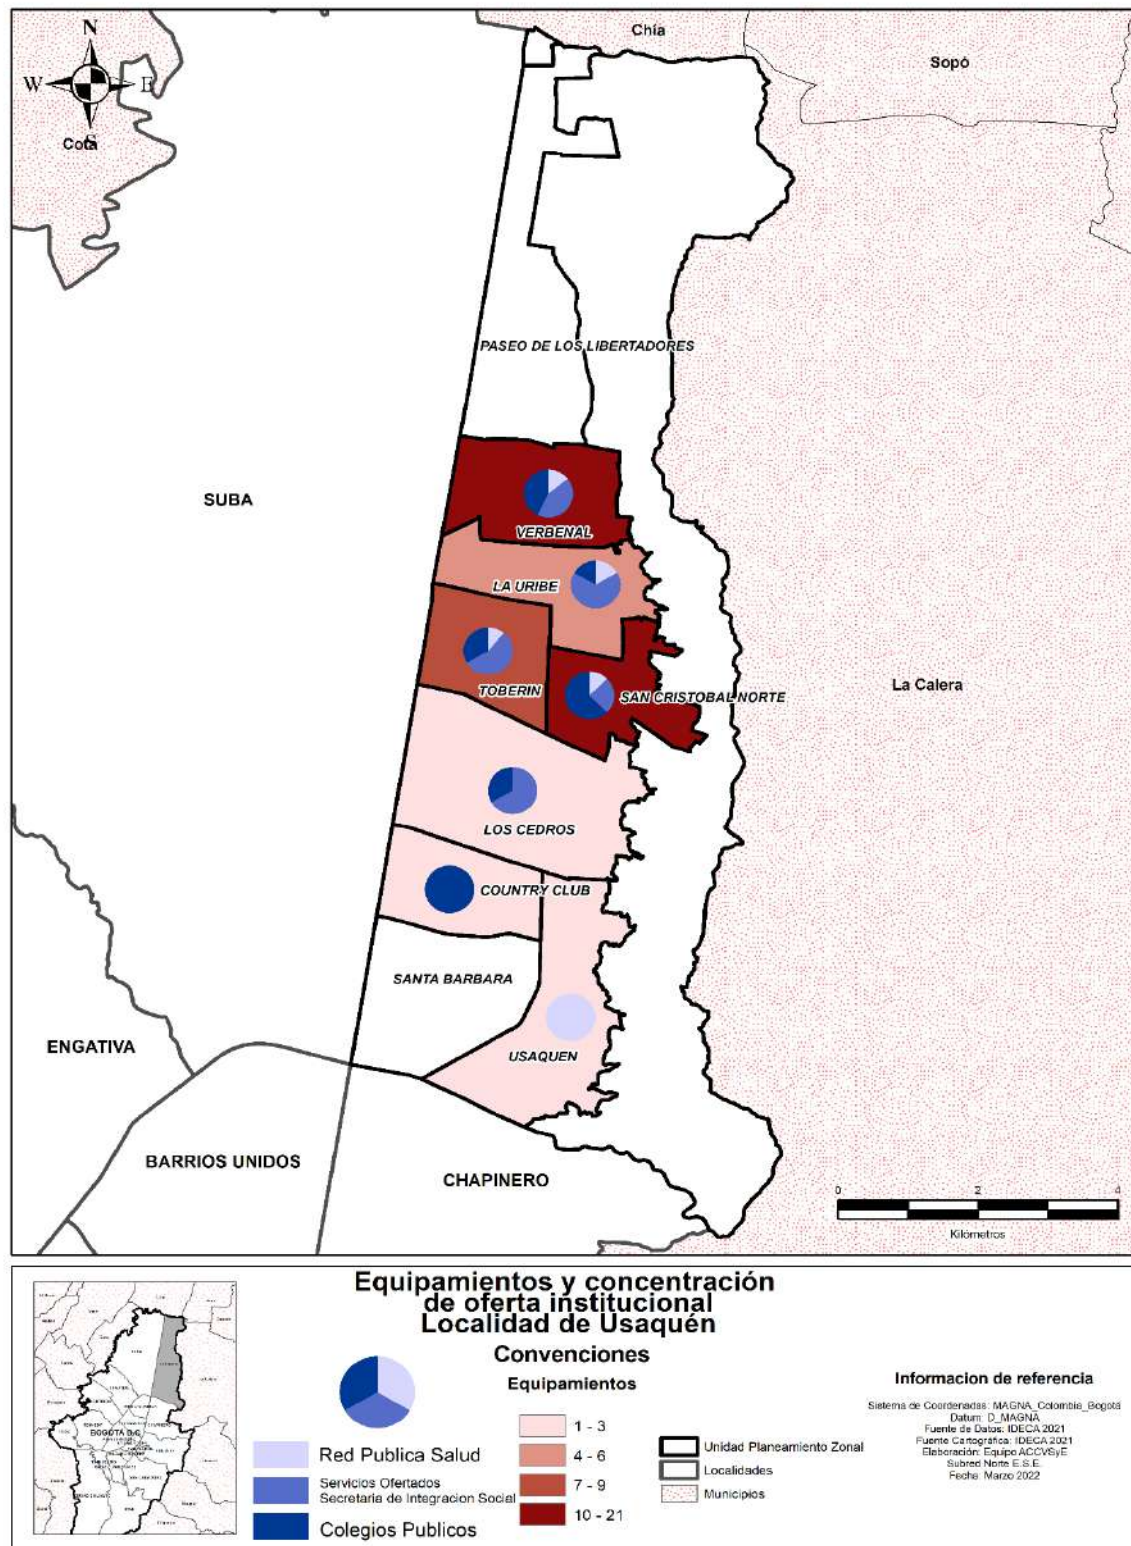 Chía
Sopó
N
W
E
S
Cota
PASEO DE LOS LIBERTADORES
SUBA
VERBENAL
LA URIBE
La Calera
TOBERIN
SAN CRISTOBAL NORTE
LOS CEDROS
COUNTRY CLUB
SANTA BARBARA
ENGATIVA
USAQUEN
BARRIOS UNIDOS
CHAPINERO
0 2 4
Kilómetros
Equipamientos y concentración
de oferta institucional
Localidad de Usaquén
Convenciones
Equipamientos
Red Publica Salud
Servicios Ofertados
Secretaria de Integracion Social
Colegios Publicos
1 - 3
4 - 6
7 - 9
10 - 21
Unidad Planeamiento Zonal
Localidades
Municipios
Informacion de referencia
Sistema de Coordenadas: MAGNA_Colombia_Bogotá
Datum: D_MAGNA
Fuente de Datos: IDECA 2021
Fuente Cartográfica: IDECA 2021
Elaboración: Equipo ACCVSyE
Subred Norte E.S.E.
Fecha: Marzo 2022
BOGOTÁ D.C.